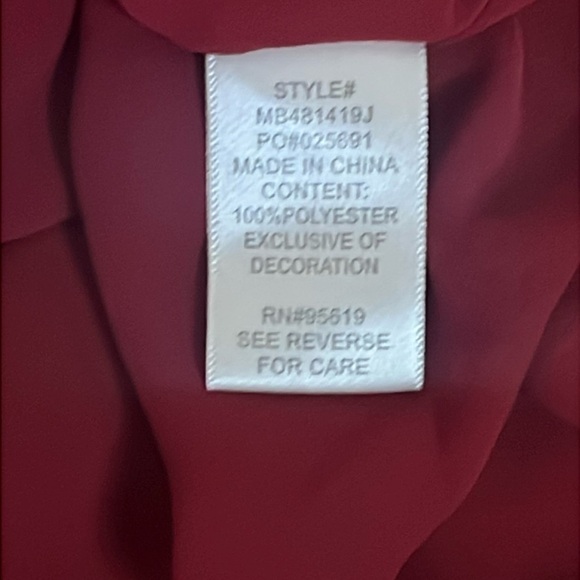 STYLE#
MB481419J
PO#025691
MADE IN CHINA
CONTENT:
100%POLYESTER
EXCLUSIVE OF
DECORATION
RN#95619
SEE REVERSE
FOR CARE